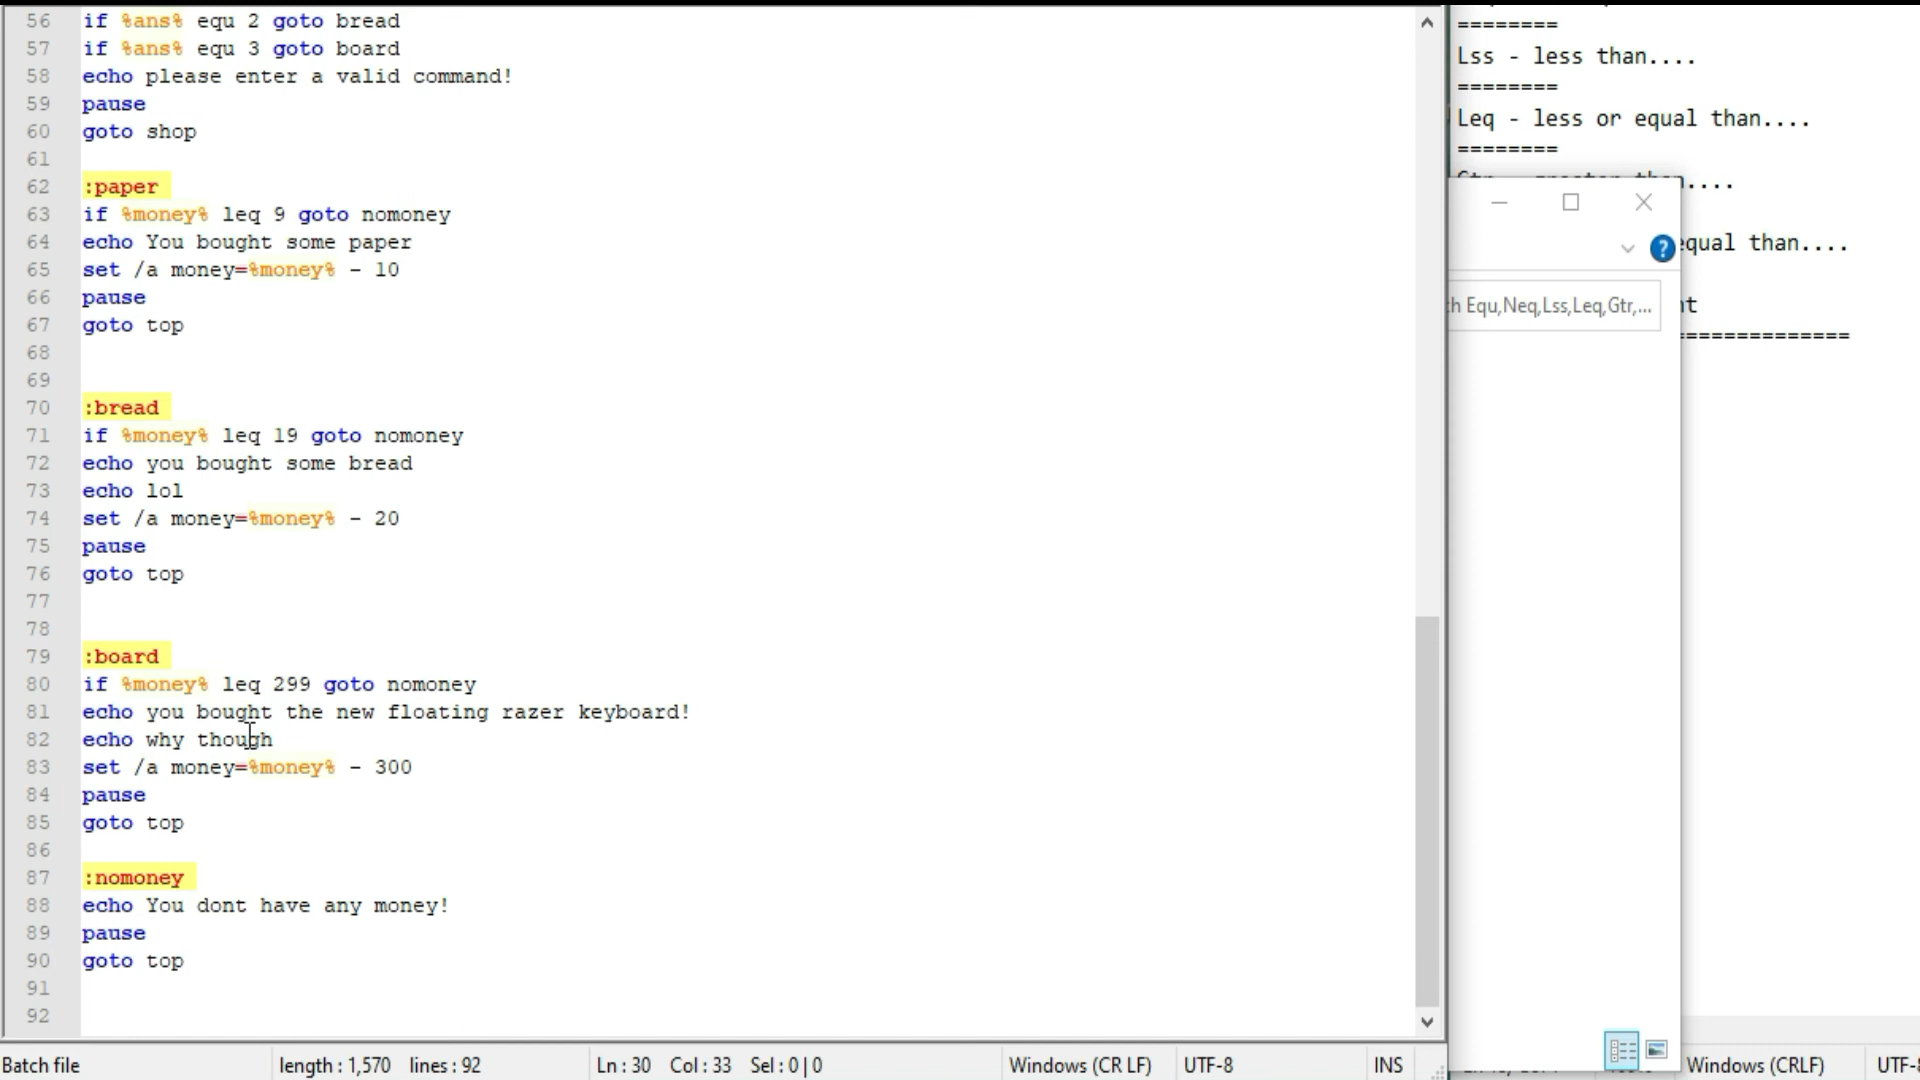 56 if %ans% equ 2 goto bread
57 if %ans% equ 3 goto board
58 echo please enter a valid command!
59 pause
60 goto shop
61
62 :paper
63 if %money% leq 9 goto nomoney
64 echo You bought some paper
65 set /a money=%money% - 10
66 pause
67 goto top
68
69
70 :bread
71 if %money% leq 19 goto nomoney
72 echo you bought some bread
73 echo lol
74 set /a money=%money% - 20
75 pause
76 goto top
77
78
79 :board
80 if %money% leq 299 goto nomoney
81 echo you bought the new floating razer keyboard!
82 echo why though
83 set /a money=%money% - 300
84 pause
85 goto top
86
87 :nomoney
88 echo You dont have any money!
89 pause
90 goto top
91
92
Batch file length : 1,570 lines : 92 Ln : 30 Col : 33 Sel : 0 | 0 Windows (CR LF) UTF-8 INS
========
Lss - less than....
========
Leq - less or equal than....
========
than....
?
equal than....
Equ,Neq,Lss,Leq,Gtr,...
=============
Windows (CRLF) UTF-8